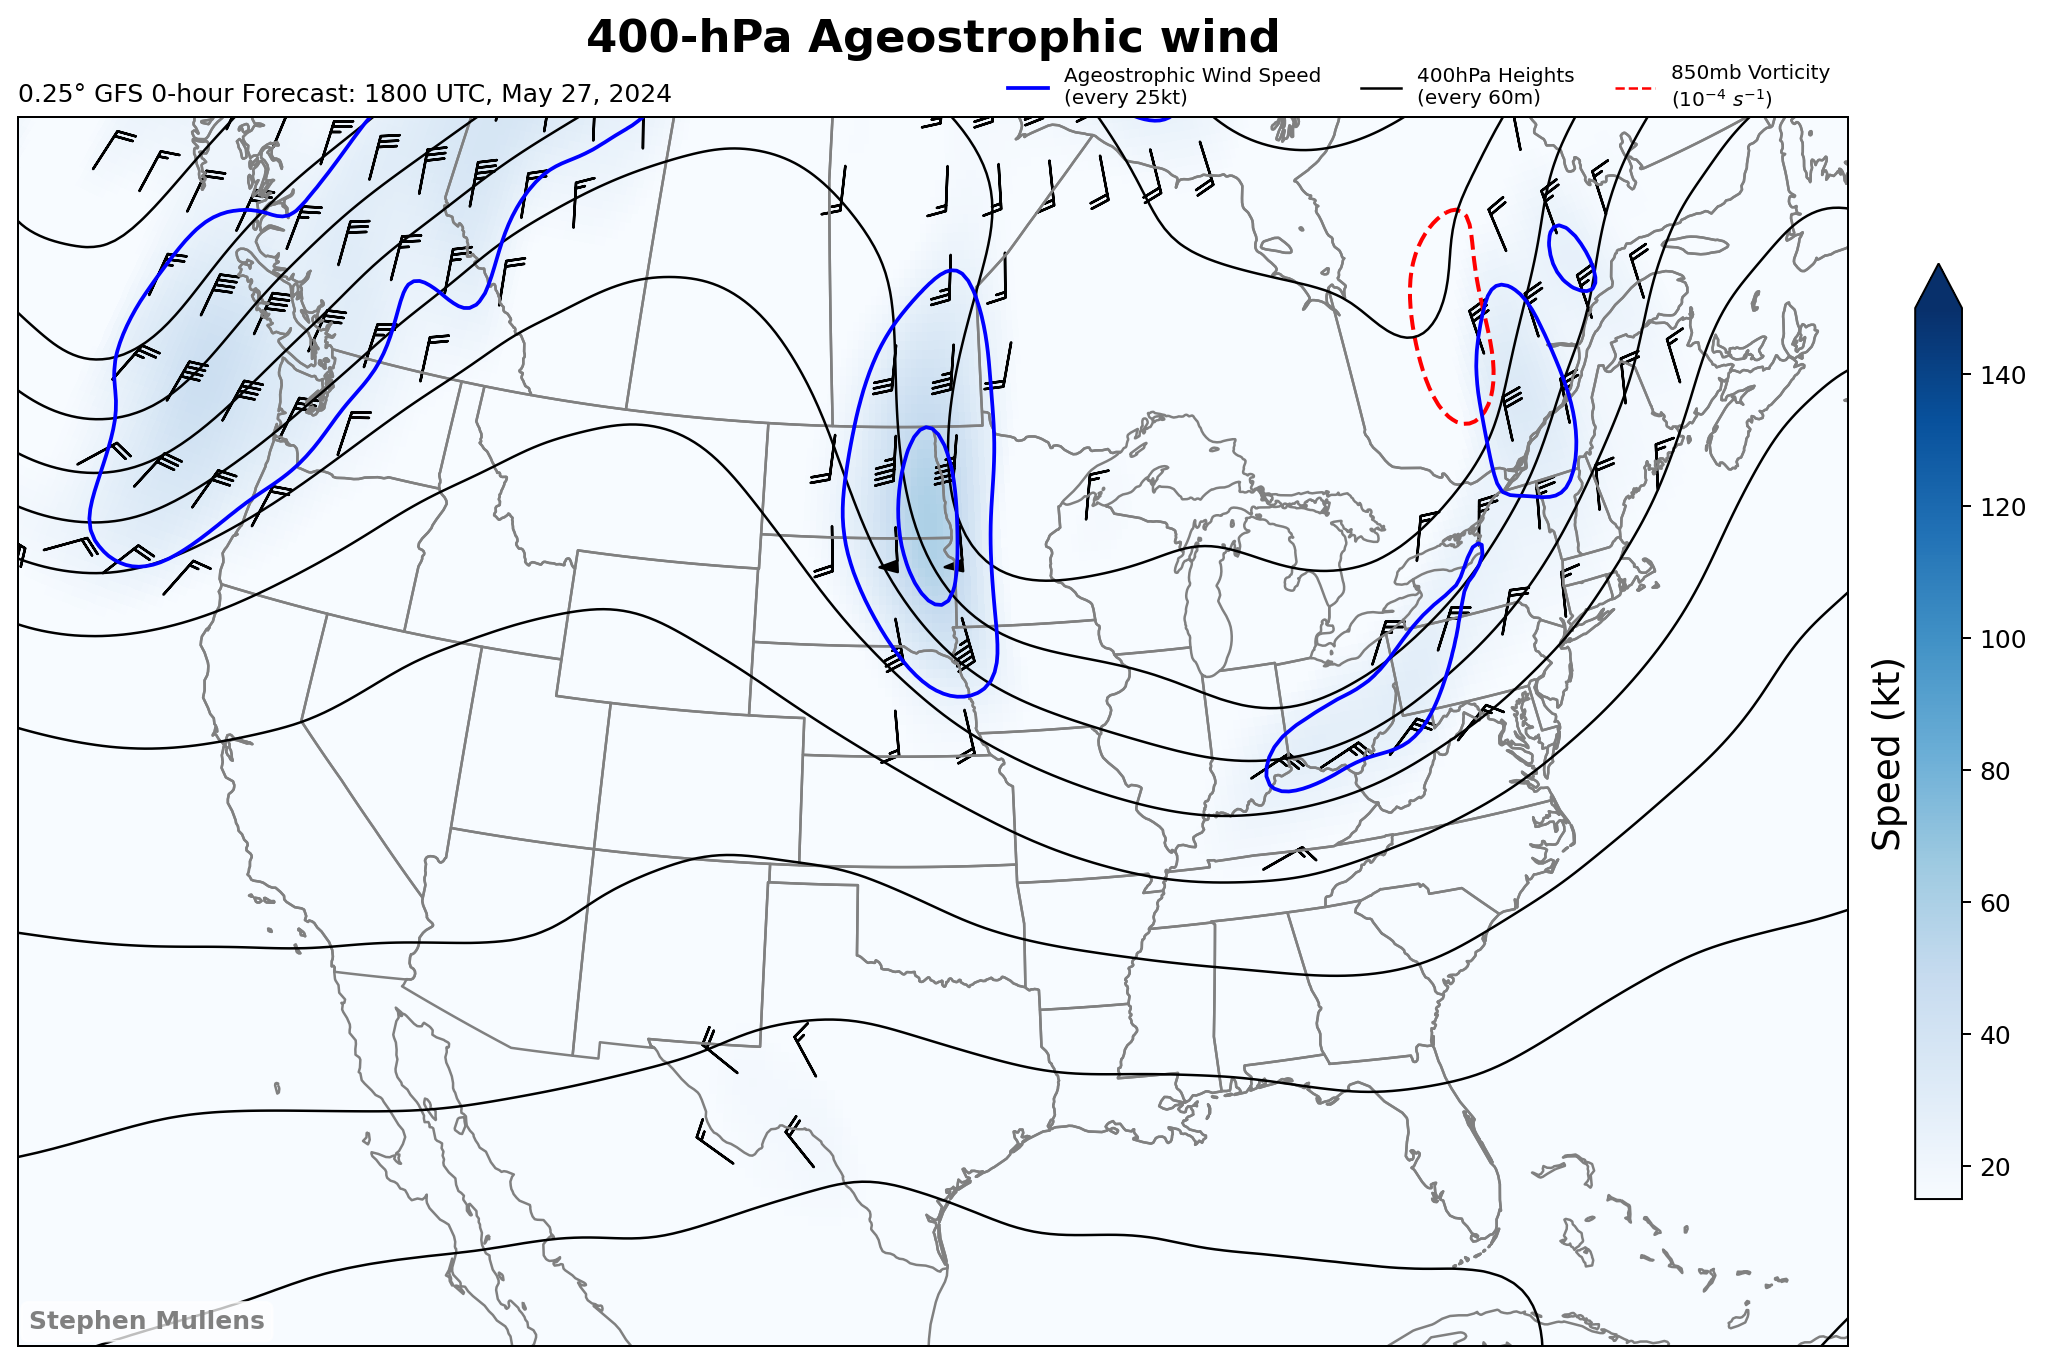 400-hPa Ageostrophic wind
0.25° GFS 0-hour Forecast: 1800 UTC, May 27, 2024
Ageostrophic Wind Speed
(every 25kt)
400hPa Heights
(every 60m)
850mb Vorticity
(10⁻⁴ s⁻¹)
140
120
100
80
60
40
20
Speed (kt)
Stephen Mullens